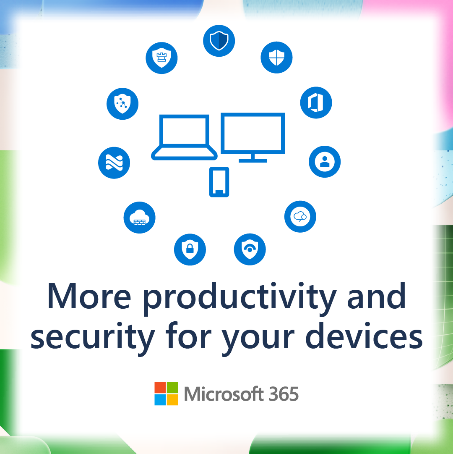 More productivity and
security for your devices
Microsoft 365